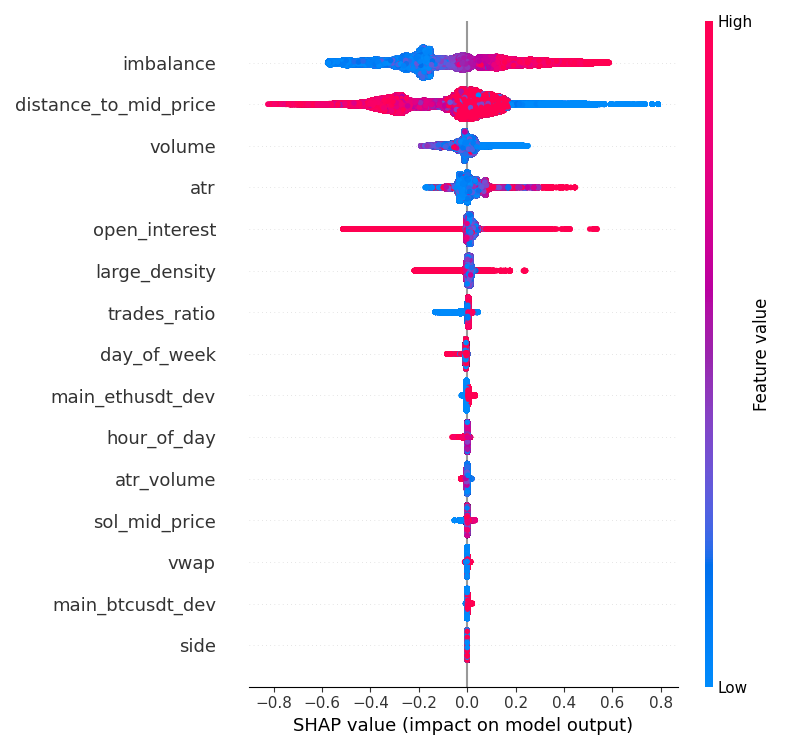 High
imbalance
distance_to_mid_price
volume
atr
open_interest
large_density
trades_ratio
day_of_week
main_ethusdt_dev
hour_of_day
atr_volume
sol_mid_price
vwap
main_btcusdt_dev
side
Feature value
Low
−0.8 −0.6 −0.4 −0.2 0.0 0.2 0.4 0.6 0.8
SHAP value (impact on model output)